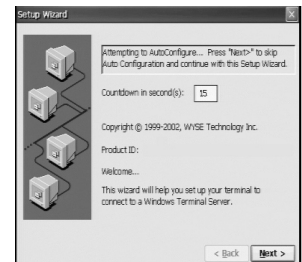 Setup Wizard
X
Attempting to AutoConfigure... Press "Next>" to skip
Auto Configuration and continue with this Setup Wizard.
Countdown in second(s): 15
Copyright © 1999-2002, WYSE Technology Inc.
Product ID:
Welcome...
This wizard will help you set up your terminal to
connect to a Windows Terminal Server.
< Back Next >